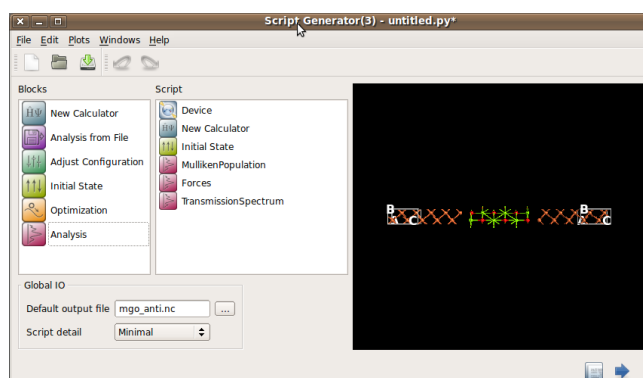 Script Generator(3) - untitled.py*
File Edit Plots Windows Help
Blocks
New Calculator
Analysis from File
Adjust Configuration
Initial State
Optimization
Analysis
Script
Device
New Calculator
Initial State
MullikenPopulation
Forces
TransmissionSpectrum
B
A C
B
A C
Global IO
Default output file mgo_anti.nc ...
Script detail Minimal